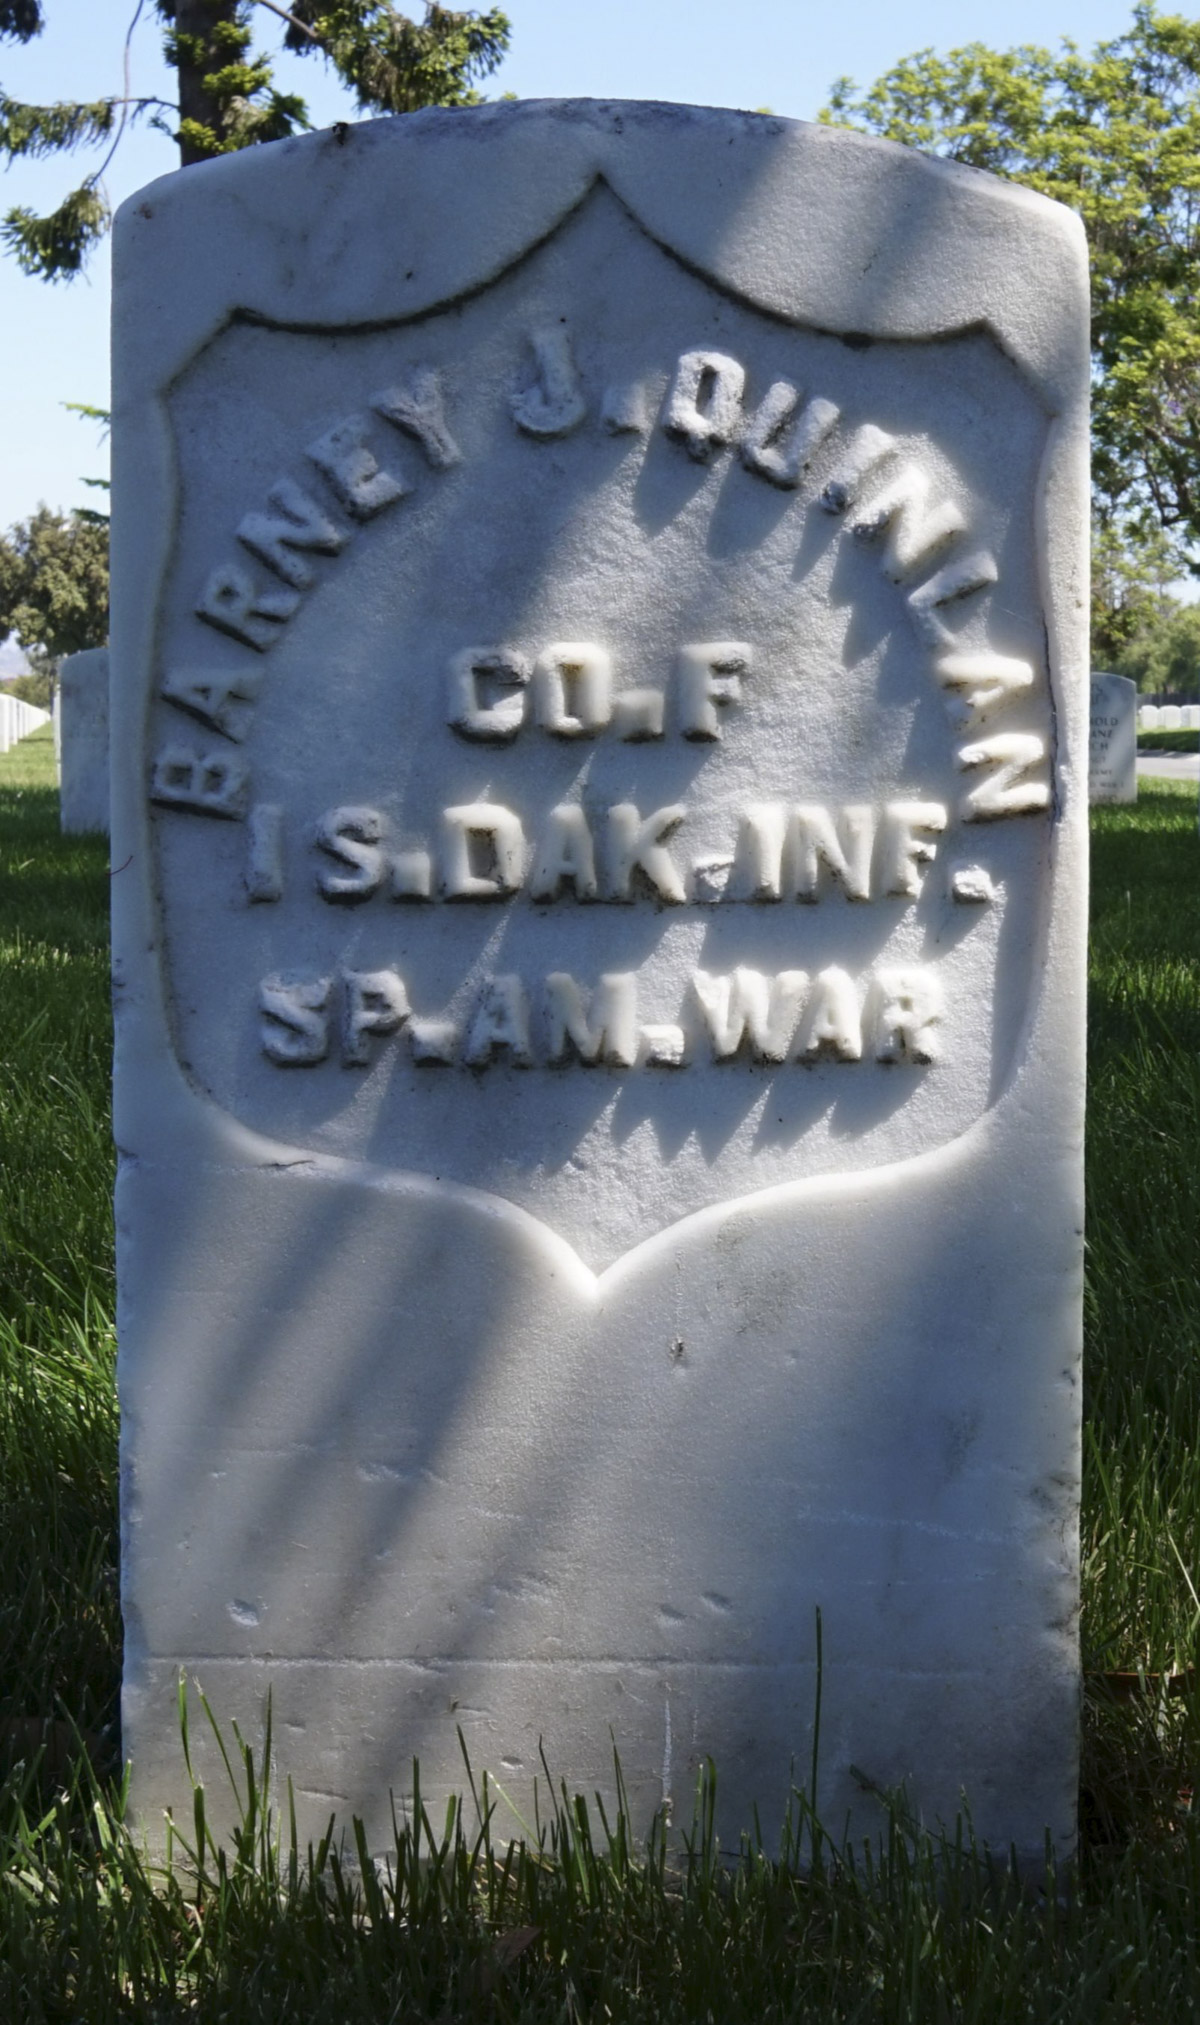 BARNEY J. QUINLAN
CO. F
1 S. DAK. INF.
SP. AM. WAR